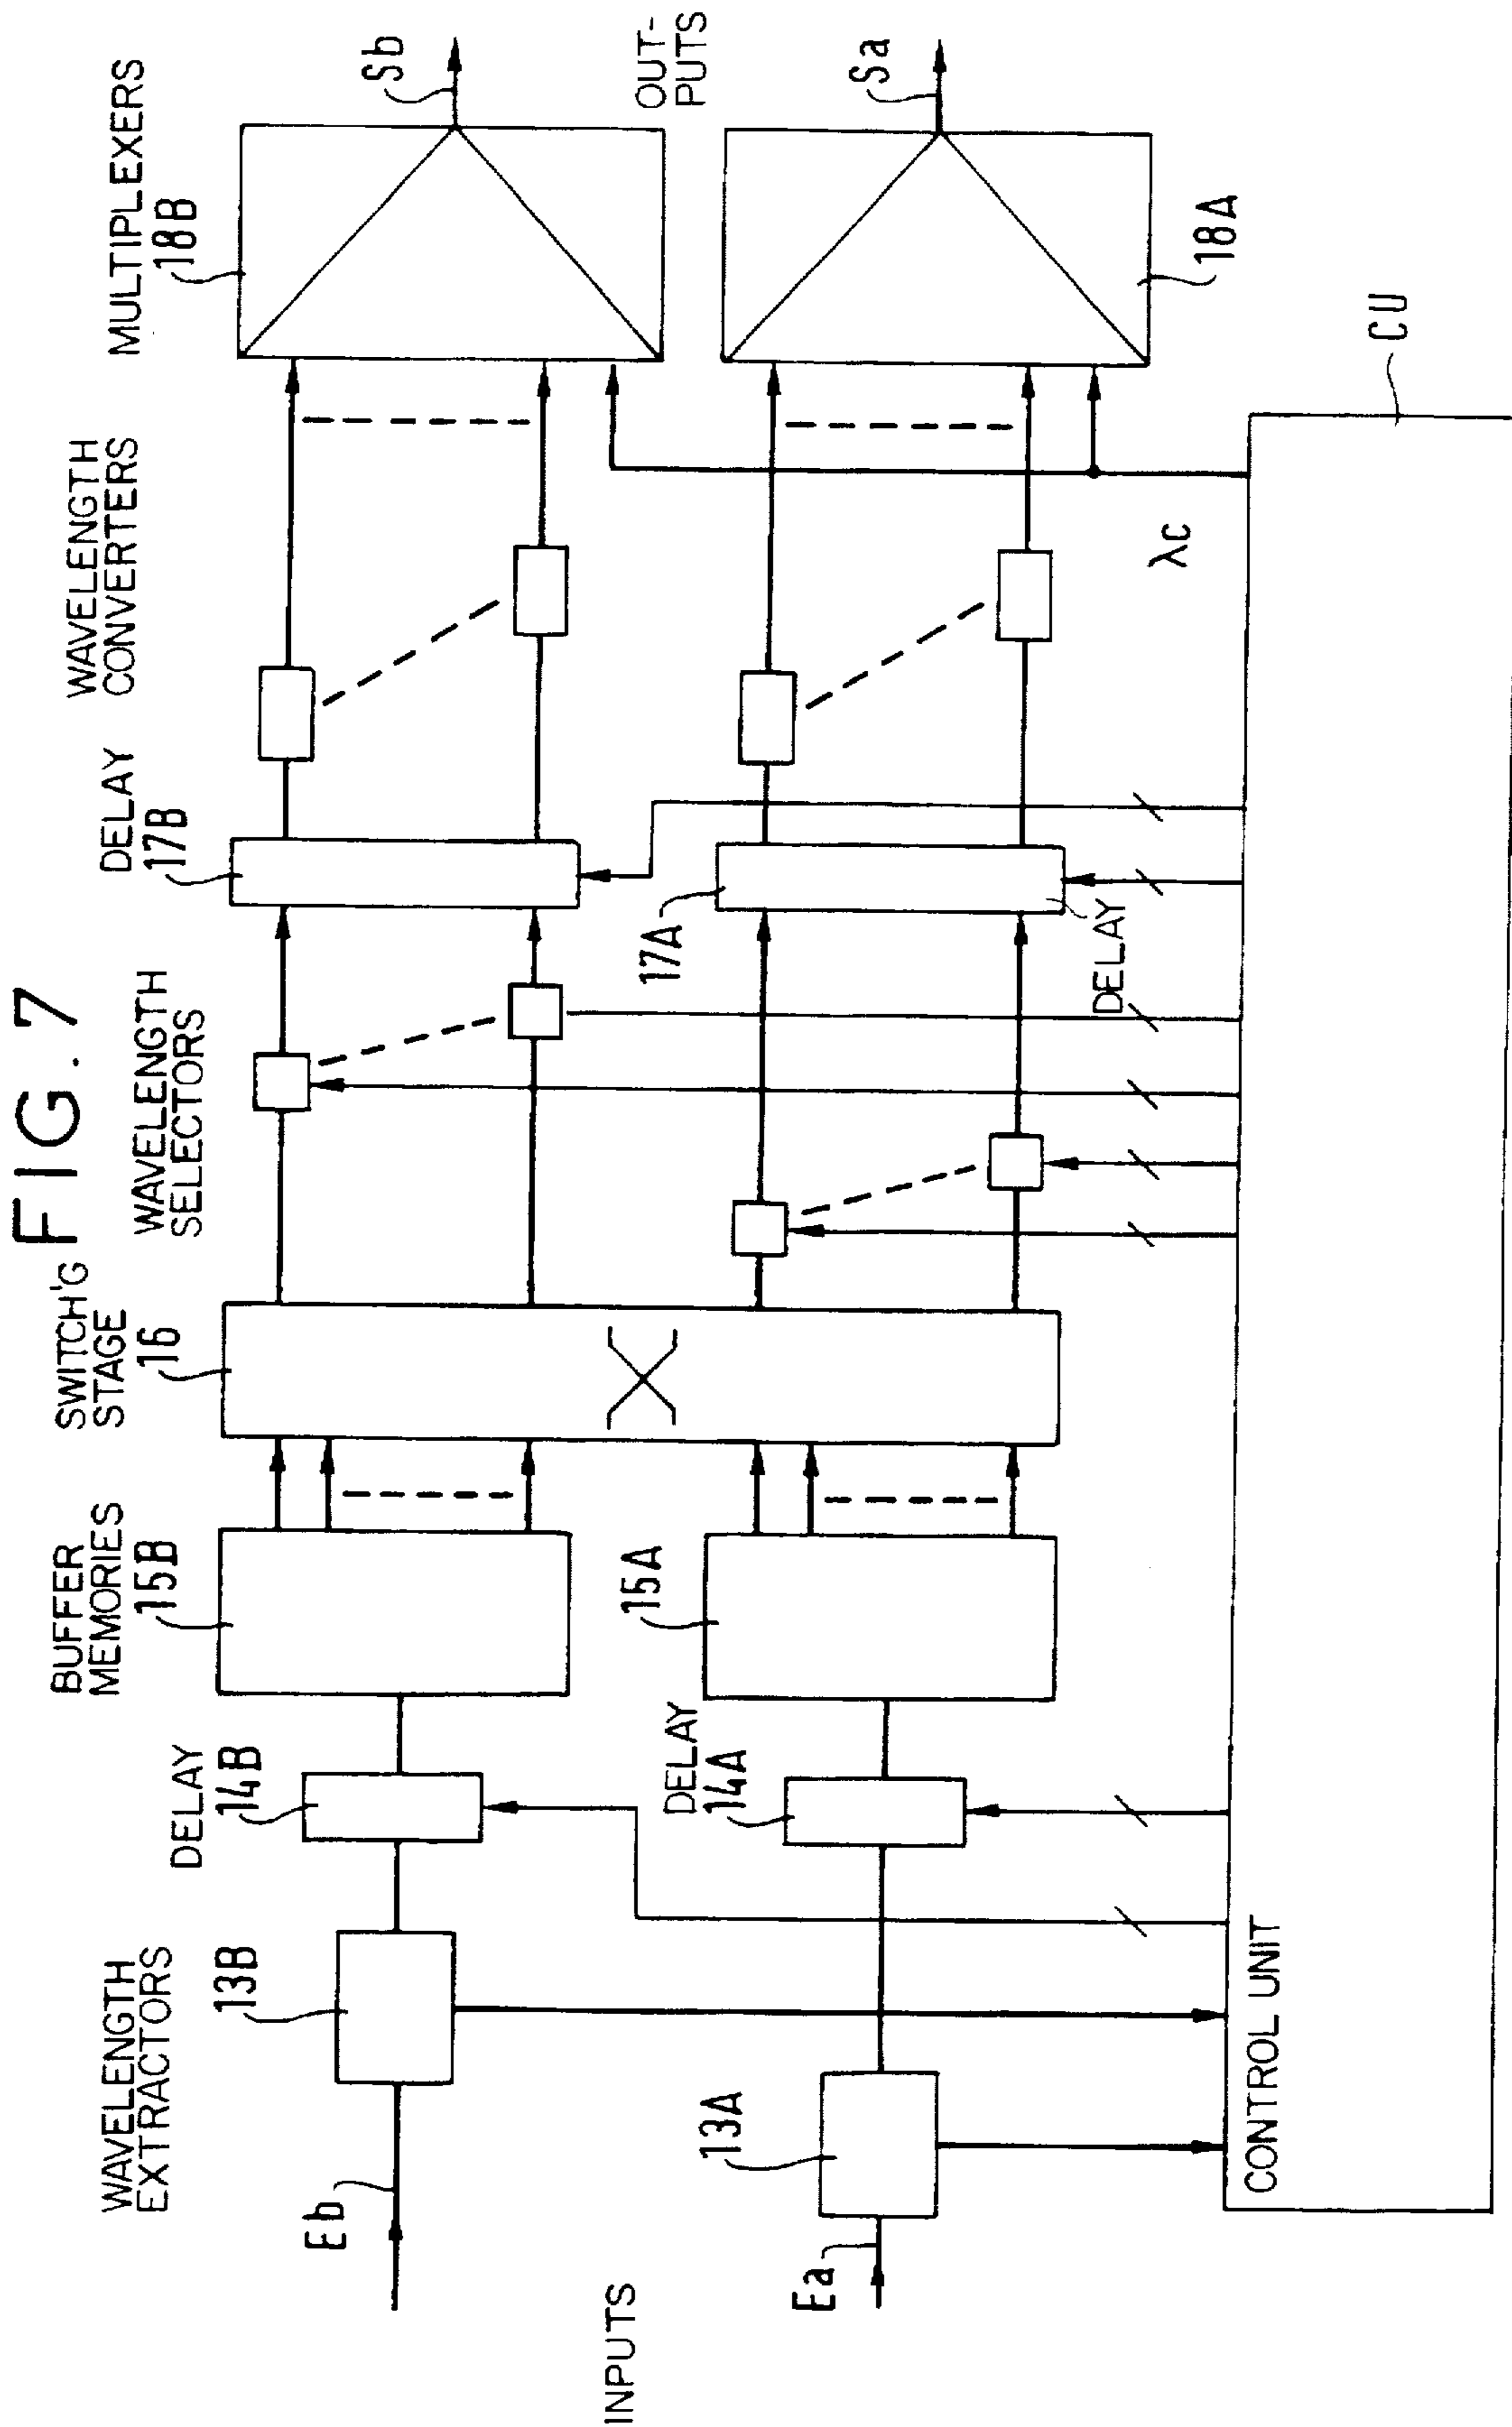 FIG. 7
WAVELENGTH
EXTRACTORS
13B
DELAY
14B
BUFFER
MEMORIES
15B
SWITCH'G
STAGE
16
WAVELENGTH
SELECTORS
DELAY
17B
WAVELENGTH
CONVERTERS
MULTIPLEXERS
18B
Eb
Sb
INPUTS
OUT-
PUTS
Ea
13A
DELAY
14A
15A
17A
DELAY
λc
18A
Sa
CONTROL UNIT
CU